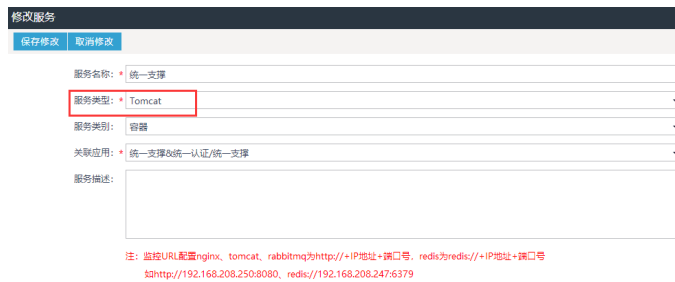 修改服务
保存修改 取消修改
服务名称: * 统一支撑
服务类型: * Tomcat
服务类别: 容器
关联应用: * 统一支撑&统一认证/统一支撑
服务描述:
注: 监控URL配置nginx、tomcat、rabbitmq为http://+IP地址+端口号, redis为redis://+IP地址+端口号
如http://192.168.208.250:8080、redis://192.168.208.247:6379